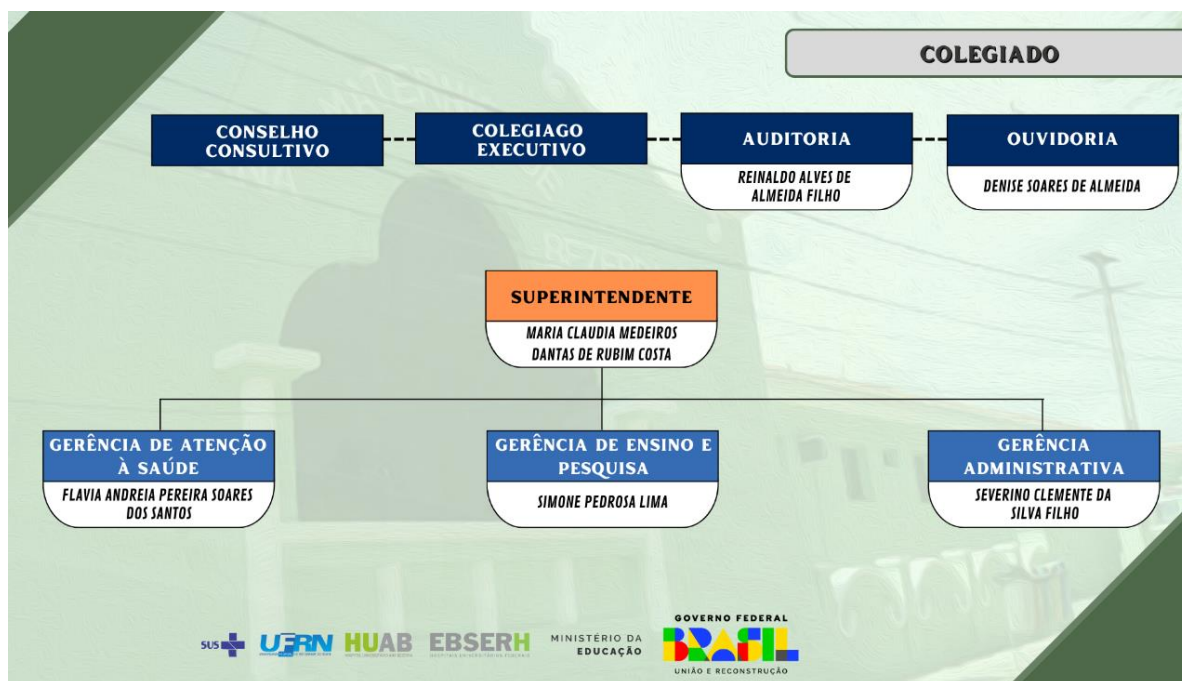 COLEGIADO
CONSELHO
CONSULTIVO
COLEGIAGO
EXECUTIVO
AUDITORIA
REINALDO ALVES DE
ALMEIDA FILHO
OUVIDORIA
DENISE SOARES DE ALMEIDA
SUPERINTENDENTE
MARIA CLAUDIA MEDEIROS
DANTAS DE RUBIM COSTA
GERÊNCIA DE ATENÇÃO
À SAÚDE
FLAVIA ANDREIA PEREIRA SOARES
DOS SANTOS
GERÊNCIA DE ENSINO E
PESQUISA
SIMONE PEDROSA LIMA
GERÊNCIA
ADMINISTRATIVA
SEVERINO CLEMENTE DA
SILVA FILHO
SUS
UFRN
HUAB
EBSERH
MINISTÉRIO DA
EDUCAÇÃO
GOVERNO FEDERAL
BRASIL
UNIÃO E RECONSTRUÇÃO